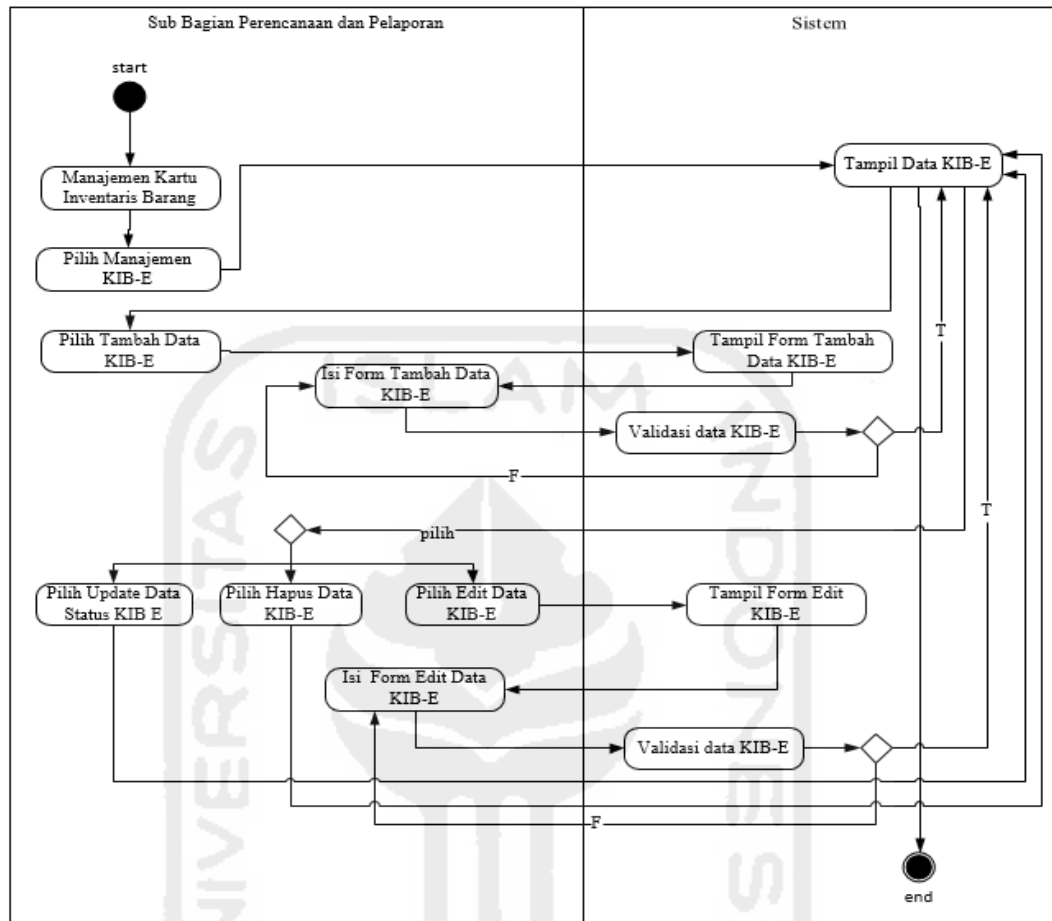 Sub Bagian Perencanaan dan Pelaporan
Sistem
start
Manajemen Kartu
Inventaris Barang
Tampil Data KIB-E
Pilih Manajemen
KIB-E
Pilih Tambah Data
KIB-E
Tampil Form Tambah
Data KIB-E
T
Isi Form Tambah Data
KIB-E
Validasi data KIB-E
F
T
pilih
Pilih Update Data
Status KIB E
Pilih Hapus Data
KIB-E
Pilih Edit Data
KIB-E
Tampil Form Edit
KIB-E
Isi Form Edit Data
KIB-E
Validasi data KIB-E
F
end
UNIVERSITAS
ISLAM
INDONES